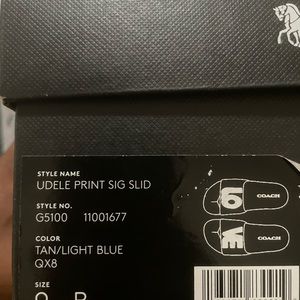 STYLE NAME
UDELE PRINT SIG SLID
STYLE NO.
G5100 11001677
COLOR
TAN/LIGHT BLUE
QX8
SIZE
LO
VE
COACH
COACH